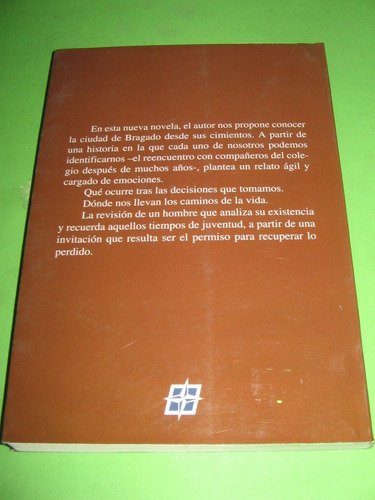 En esta nueva novela, el autor nos propone conocer
la ciudad de Bragado desde sus cimientos. A partir de
una historia en la que cada uno de nosotros podemos
identificarnos –el reencuentro con compañeros del cole-
gio después de muchos años-, plantea un relato ágil y
cargado de emociones.
Qué ocurre tras las decisiones que tomamos.
Dónde nos llevan los caminos de la vida.
La revisión de un hombre que analiza su existencia
y recuerda aquellos tiempos de juventud, a partir de una
invitación que resulta ser el permiso para recuperar lo
perdido.